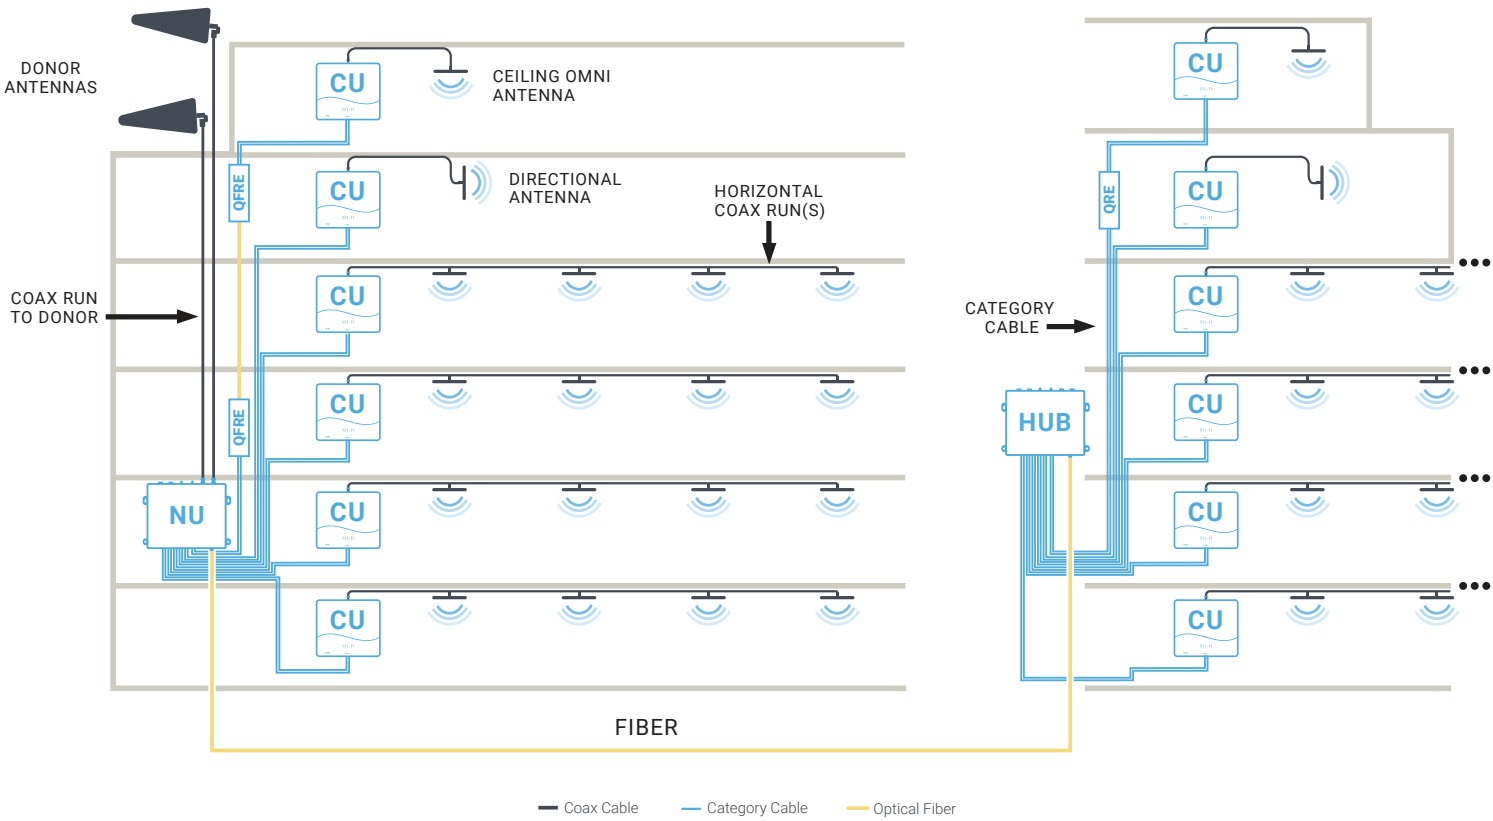 DONOR
ANTENNAS
CU
CEILING OMNI
ANTENNA
CU
QFRE
CU
DIRECTIONAL
ANTENNA
HORIZONTAL
COAX RUN(S)
QRE
CU
COAX RUN
TO DONOR
CU
CATEGORY
CABLE
CU
QFRE
CU
HUB
CU
NU
CU
CU
CU
CU
FIBER
Coax Cable
Category Cable
Optical Fiber